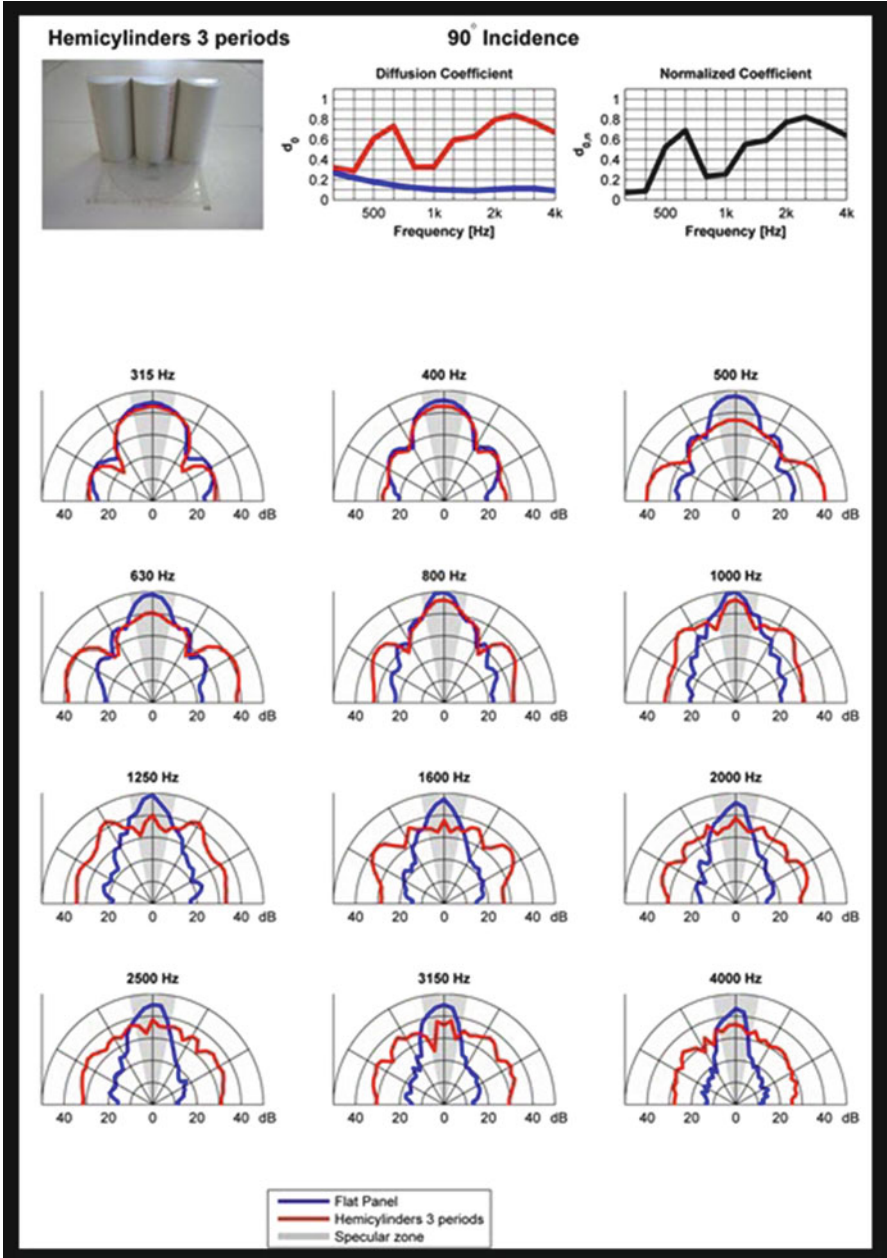 Hemicylinders 3 periods
90° Incidence
Diffusion Coefficient
1
0.8
0.6
0.4
0.2
0
d0
500 1k 2k 4k
Frequency [Hz]
Normalized Coefficient
1
0.8
0.6
0.4
0.2
0
d0,n
500 1k 2k 4k
Frequency [Hz]
315 Hz
40 20 0 20 40 dB
400 Hz
40 20 0 20 40 dB
500 Hz
40 20 0 20 40 dB
630 Hz
40 20 0 20 40 dB
800 Hz
40 20 0 20 40 dB
1000 Hz
40 20 0 20 40 dB
1250 Hz
40 20 0 20 40 dB
1600 Hz
40 20 0 20 40 dB
2000 Hz
40 20 0 20 40 dB
2500 Hz
40 20 0 20 40 dB
3150 Hz
40 20 0 20 40 dB
4000 Hz
40 20 0 20 40 dB
Flat Panel
Hemicylinders 3 periods
Specular zone